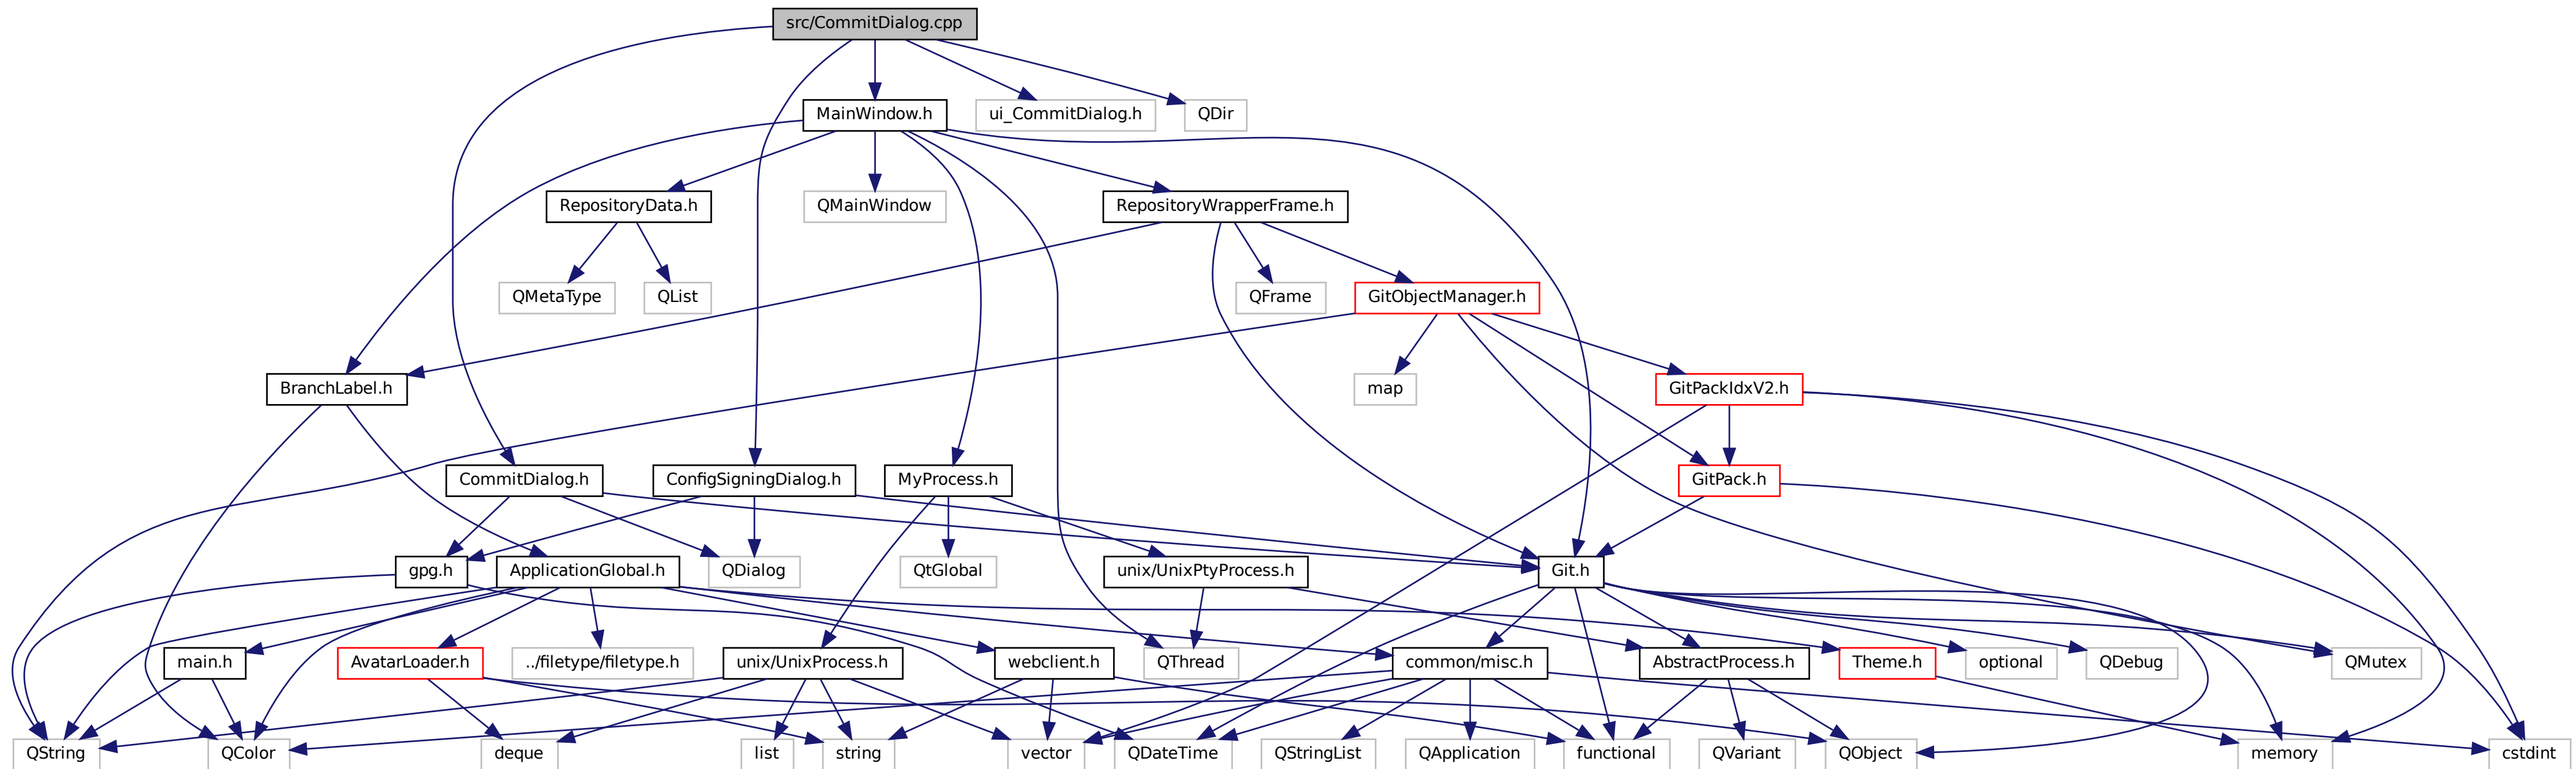 src/CommitDialog.cpp
MainWindow.h
ui_CommitDialog.h
QDir
RepositoryData.h
QMainWindow
RepositoryWrapperFrame.h
QMetaType
QList
QFrame
GitObjectManager.h
BranchLabel.h
map
GitPackIdxV2.h
CommitDialog.h
ConfigSigningDialog.h
MyProcess.h
GitPack.h
gpg.h
ApplicationGlobal.h
QDialog
QtGlobal
unix/UnixPtyProcess.h
Git.h
main.h
AvatarLoader.h
../filetype/filetype.h
unix/UnixProcess.h
webclient.h
QThread
common/misc.h
AbstractProcess.h
Theme.h
optional
QDebug
QMutex
QString
QColor
deque
list
string
vector
QDateTime
QStringList
QApplication
functional
QVariant
QObject
memory
cstdint